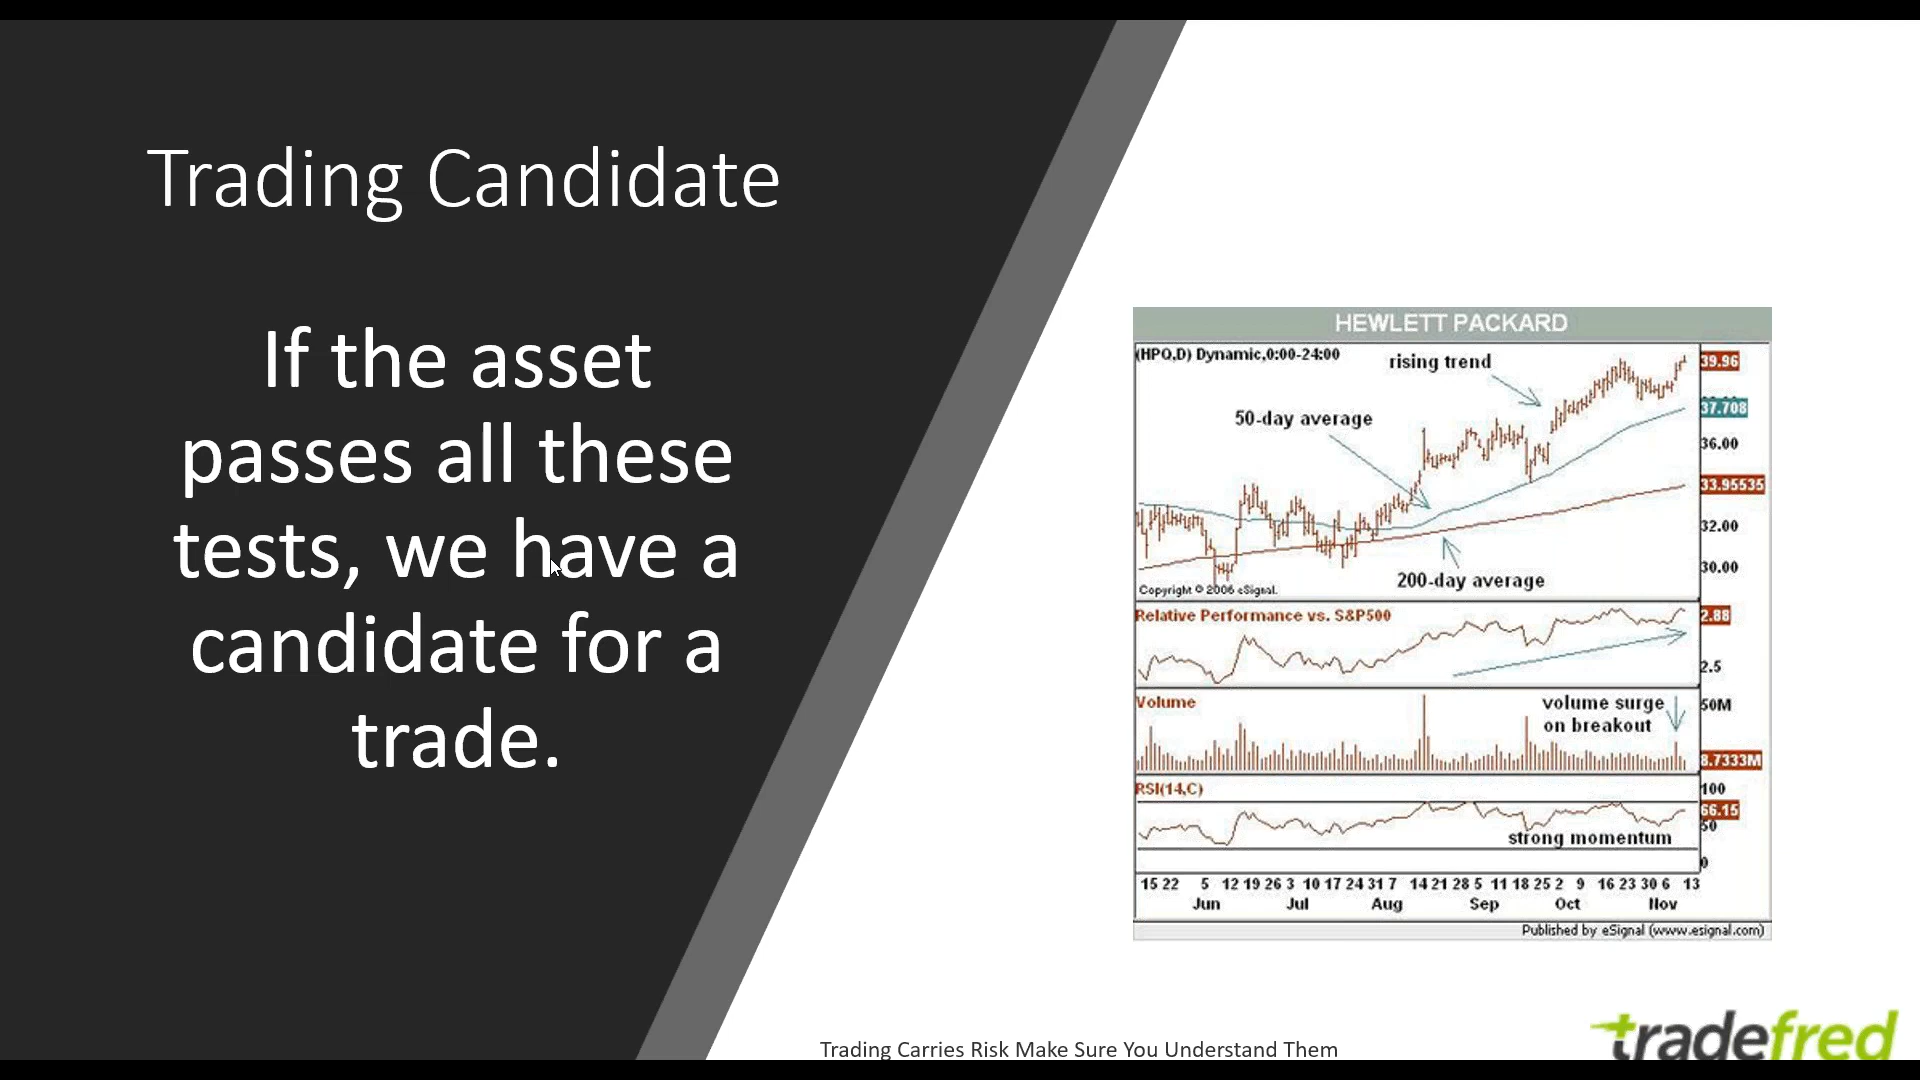 Trading Candidate
If the asset
passes all these
tests, we have a
candidate for a
trade.
HEWLETT PACKARD
(HPQ,D) Dynamic,0:00-24:00
rising trend
50-day average
200-day average
Copyright © 2006 eSignal.
39.96
37.708
36.00
33.95535
32.00
30.00
Relative Performance vs. S&P500
2.88
2.5
Volume
volume surge
on breakout
50M
8.7333M
RSI(14,C)
100
66.15
50
strong momentum
0
15 22 5 12 19 26 3 10 17 24 31 7 14 21 28 5 11 18 25 2 9 16 23 30 6 13
Jun Jul Aug Sep Oct Nov
Published by eSignal (www.esignal.com)
Trading Carries Risk Make Sure You Understand Them
tradefred